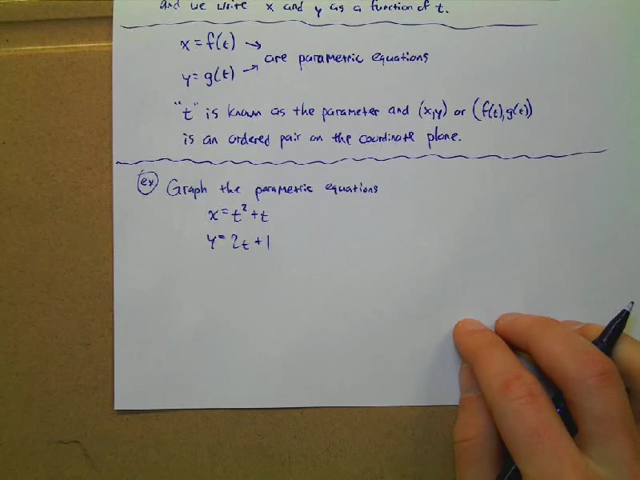 and we write x and y as a function of t.
x = f(t)
y = g(t)
are parametric equations
"t" is known as the parameter and (x,y) or (f(t), g(t))
is an ordered pair on the coordinate plane.
ex Graph the parametric equations
x = t² + t
y = 2t + 1